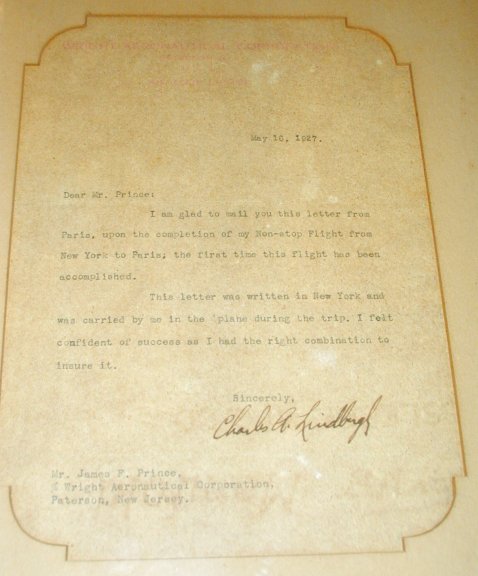 WRIGHT AERONAUTICAL CORPORATION
May 18, 1927.
Dear Mr. Prince:
I am glad to mail you this letter from
Paris, upon the completion of my Non-stop Flight from
New York to Paris; the first time this flight has been
accomplished.
This letter was written in New York and
was carried by me in the 'plane during the trip. I felt
confident of success as I had the right combination to
insure it.
Sincerely,
Charles A. Lindbergh
Mr. James F. Prince,
Wright Aeronautical Corporation,
Paterson, New Jersey.